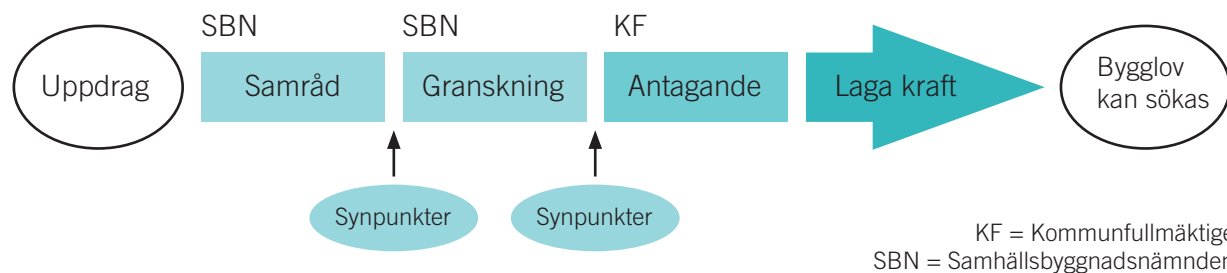 SBN
SBN
KF
Uppdrag
Samråd
Granskning
Antagande
Laga kraft
Bygglov
kan sökas
Synpunkter
Synpunkter
KF = Kommunfullmäktige
SBN = Samhällsbyggnadsnämnden